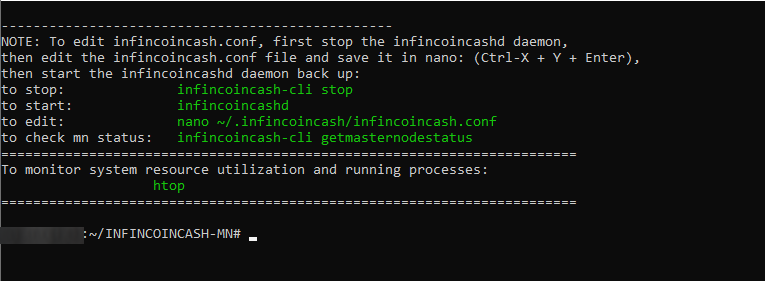 -------------------------------------------------
NOTE: To edit infincoincash.conf, first stop the infincoincashd daemon,
then edit the infincoincash.conf file and save it in nano: (Ctrl-X + Y + Enter),
then start the infincoincashd daemon back up:
to stop: infincoincash-cli stop
to start: infincoincashd
to edit: nano ~/.infincoincash/infincoincash.conf
to check mn status: infincoincash-cli getmasternodestatus
========================================================================
To monitor system resource utilization and running processes:
htop
========================================================================
:~/INFINCOINCASH-MN#